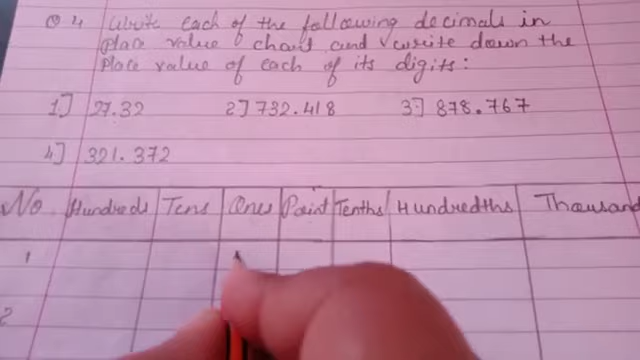 Q 4 Write each of the following decimals in
place value chart and write down the
place value of each of its digits:
1] 27.32 2] 732.418 3] 878.767
4] 321.372
No Hundreds Tens Ones Point Tenths Hundredths Thousand
1
2